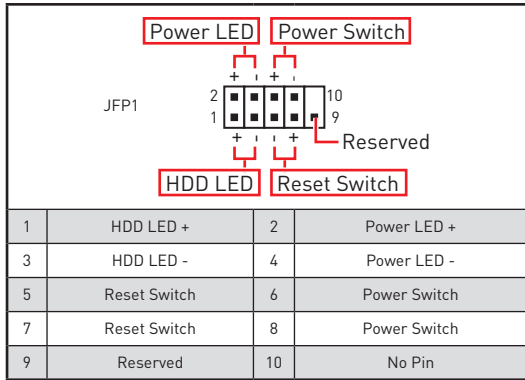 Power LED Power Switch
+ - + -
JFP1
2 10
1 9
+ - - +
Reserved
HDD LED Reset Switch
1 HDD LED + 2 Power LED +
3 HDD LED - 4 Power LED -
5 Reset Switch 6 Power Switch
7 Reset Switch 8 Power Switch
9 Reserved 10 No Pin